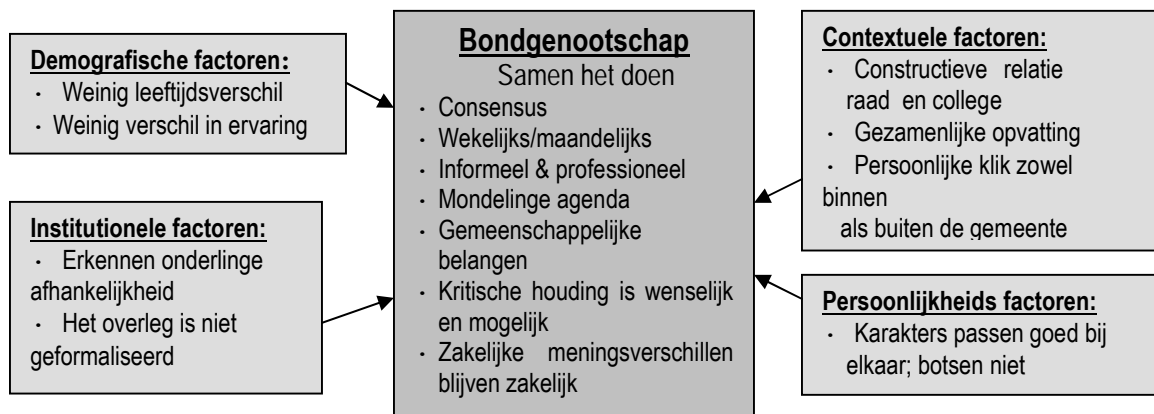 Demografische factoren:
· Weinig leeftijdsverschil
· Weinig verschil in ervaring
Institutionele factoren:
· Erkennen onderlinge
afhankelijkheid
· Het overleg is niet
geformaliseerd
Bondgenootschap
Samen het doen
· Consensus
· Wekelijks/maandelijks
· Informeel & professioneel
· Mondelinge agenda
· Gemeenschappelijke
belangen
· Kritische houding is wenselijk
en mogelijk
· Zakelijke meningsverschillen
blijven zakelijk
Contextuele factoren:
· Constructieve relatie
raad en college
· Gezamenlijke opvatting
· Persoonlijke klik zowel
binnen
als buiten de gemeente
Persoonlijkheids factoren:
· Karakters passen goed bij
elkaar; botsen niet